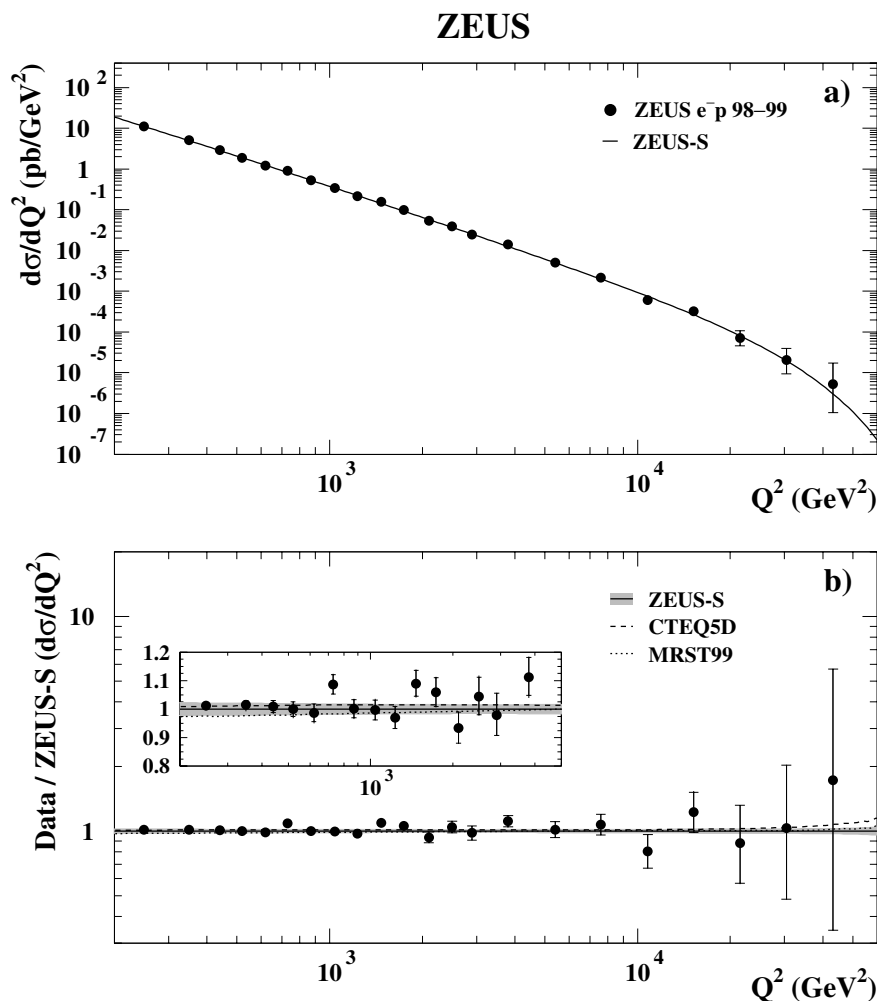 ZEUS
a)
dσ/dQ² (pb/GeV²)
10²
10
1
10⁻¹
10⁻²
10⁻³
10⁻⁴
10⁻⁵
10⁻⁶
10⁻⁷
ZEUS e⁻p 98–99
ZEUS-S
10³
10⁴
Q² (GeV²)
b)
Data / ZEUS-S (dσ/dQ²)
10
1
ZEUS-S
CTEQ5D
MRST99
1.2
1.1
1
0.9
0.8
10³
10³
10⁴
Q² (GeV²)